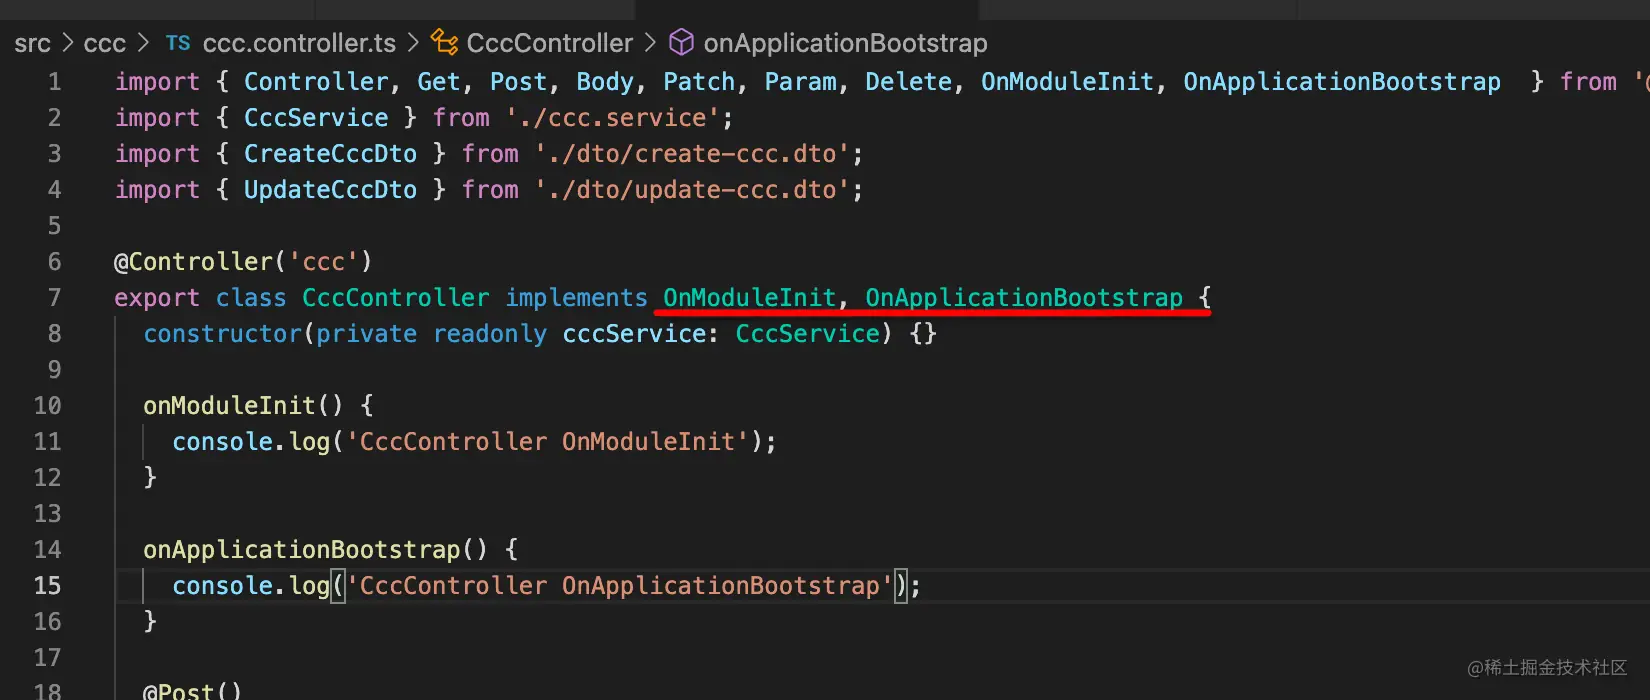 src > ccc > TS ccc.controller.ts > CccController > onApplicationBootstrap
1 import { Controller, Get, Post, Body, Patch, Param, Delete, OnModuleInit, OnApplicationBootstrap } from '@
2 import { CccService } from './ccc.service';
3 import { CreateCccDto } from './dto/create-ccc.dto';
4 import { UpdateCccDto } from './dto/update-ccc.dto';
5
6 @Controller('ccc')
7 export class CccController implements OnModuleInit, OnApplicationBootstrap {
8 constructor(private readonly cccService: CccService) {}
9
10 onModuleInit() {
11 console.log('CccController OnModuleInit');
12 }
13
14 onApplicationBootstrap() {
15 console.log('CccController OnApplicationBootstrap');
16 }
17
18 @Post()
@稀土掘金技术社区